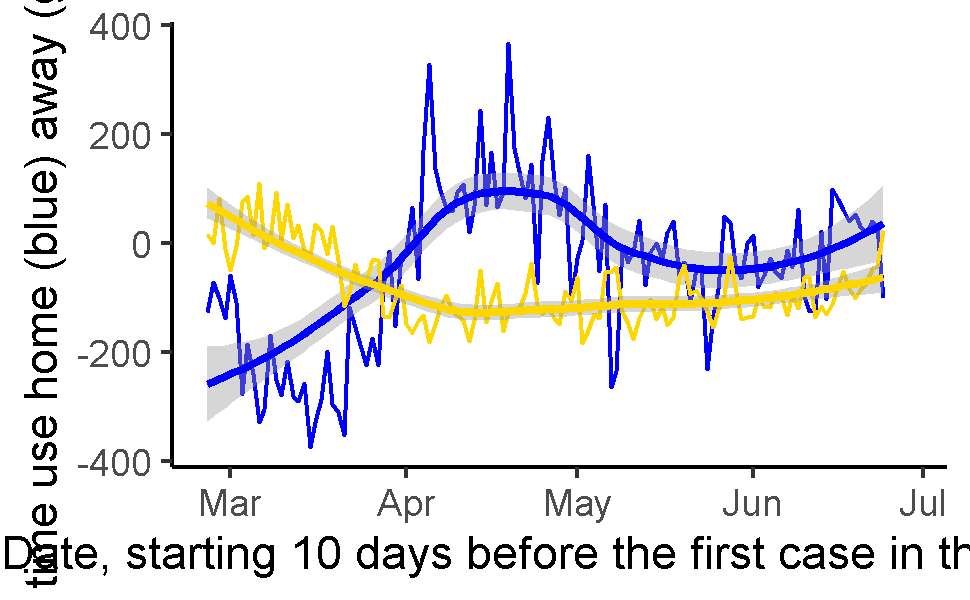 time use home (blue) away (
400
200
0
-200
-400
Mar Apr May Jun Jul
Date, starting 10 days before the first case in th